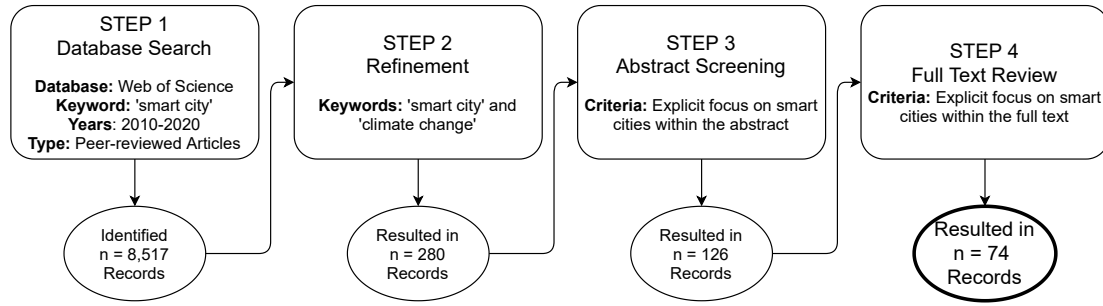 STEP 1
Database Search
Database: Web of Science
Keyword: 'smart city'
Years: 2010-2020
Type: Peer-reviewed Articles
Identified
n = 8,517
Records
STEP 2
Refinement
Keywords: 'smart city' and
'climate change'
Resulted in
n = 280
Records
STEP 3
Abstract Screening
Criteria: Explicit focus on smart
cities within the abstract
Resulted in
n = 126
Records
STEP 4
Full Text Review
Criteria: Explicit focus on smart
cities within the full text
Resulted in
n = 74
Records